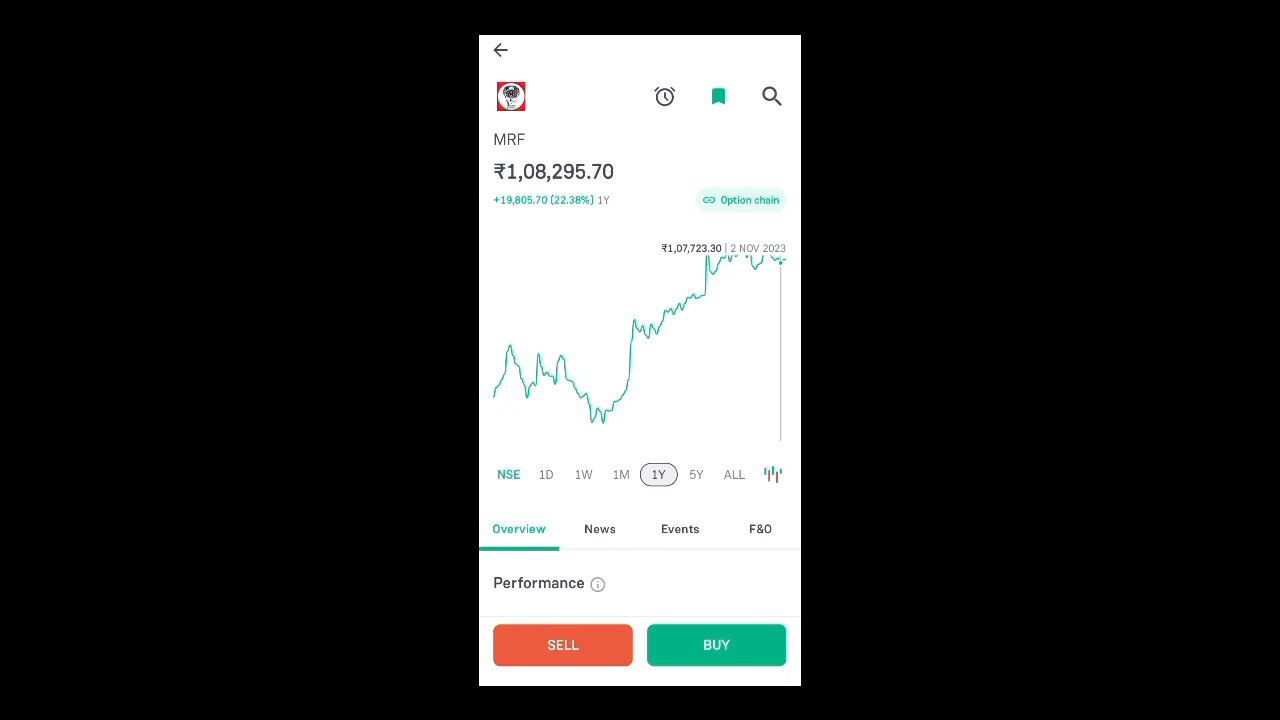 MRF
₹1,08,295.70
+19,805.70 (22.38%) 1Y
Option chain
₹1,07,723.30 | 2 NOV 2023
NSE 1D 1W 1M 1Y 5Y ALL
Overview News Events F&O
Performance
SELL BUY